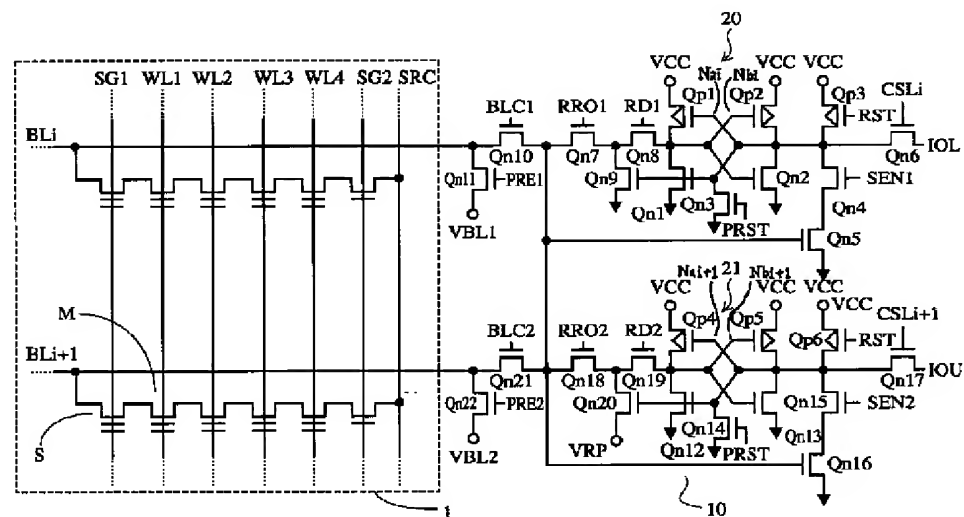 20
VCC Nai Nbi VCC VCC
SG1 WL1 WL2 WL3 WL4 SG2 SRC
Qp1 Qp2 Qp3 CSLi
BLC1 RRO1 RD1 RST
BLi
Qn10 Qn7 Qn8 Qn6 IOL
Qn11 PRE1 Qn9 Qn3 Qn2 SEN1
Qn1 Qn4
VBL1 PRST Qn5
Nai+1 21 Nbi+1
VCC VCC VCC
VCC
M Qp4 Qp5 CSLi+1
BLC2 RRO2 RD2 Qp6 RST
BLi+1
Qn21 Qn18 Qn19 Qn17 IOU
Qn22 PRE2 Qn20 Qn15 SEN2
S Qn14 Qn13
VBL2 VRP Qn12 PRST Qn16
1 10